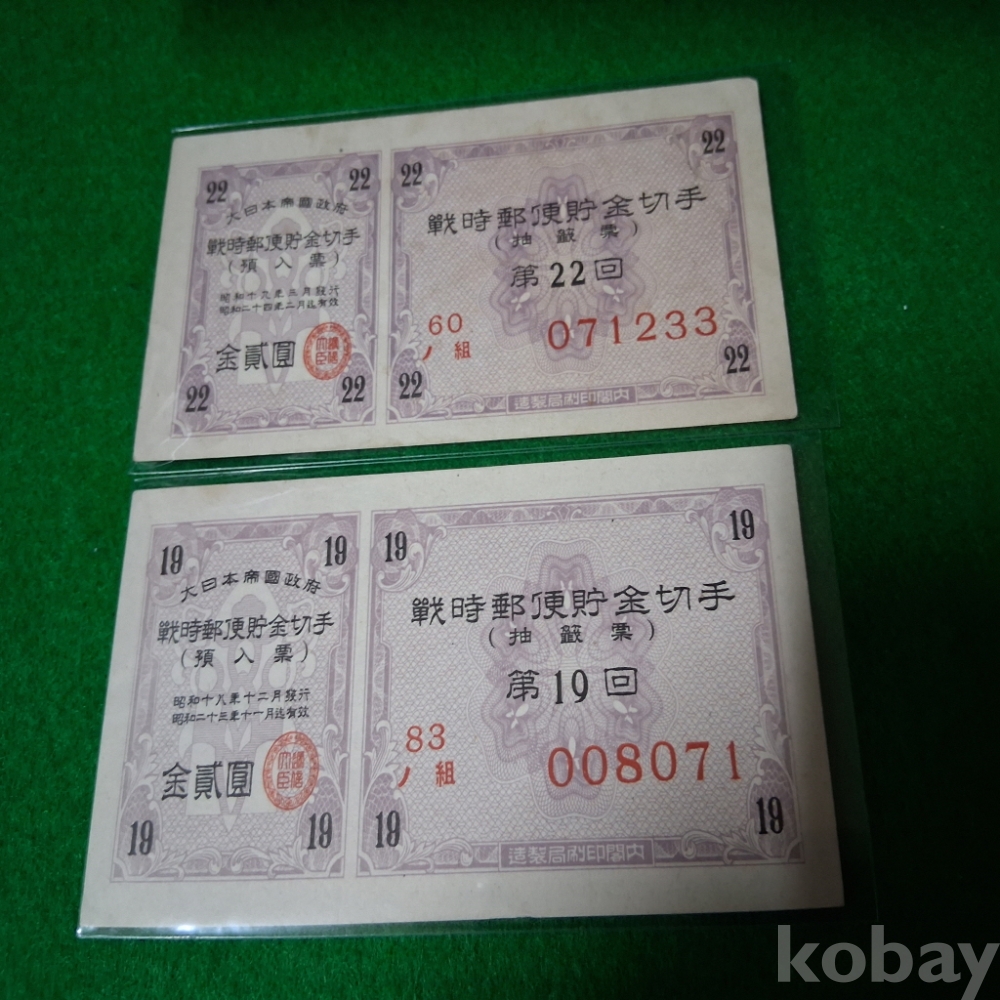 22 22
大日本帝國政府
戰時郵便貯金切手
(預入票)
昭和十九年三月發行
昭和二十四年二月迄有效
金貳圓
22 22
22 22
戰時郵便貯金切手
(抽籤票)
第22回
60
ノ組
071233
22 22
造製局刷印閣内
19 19
大日本帝國政府
戰時郵便貯金切手
(預入票)
昭和十八年十二月發行
昭和二十三年十一月迄有效
金貳圓
19 19
19 19
戰時郵便貯金切手
(抽籤票)
第19回
83
ノ組
008071
19 19
造製局刷印閣内
kobay